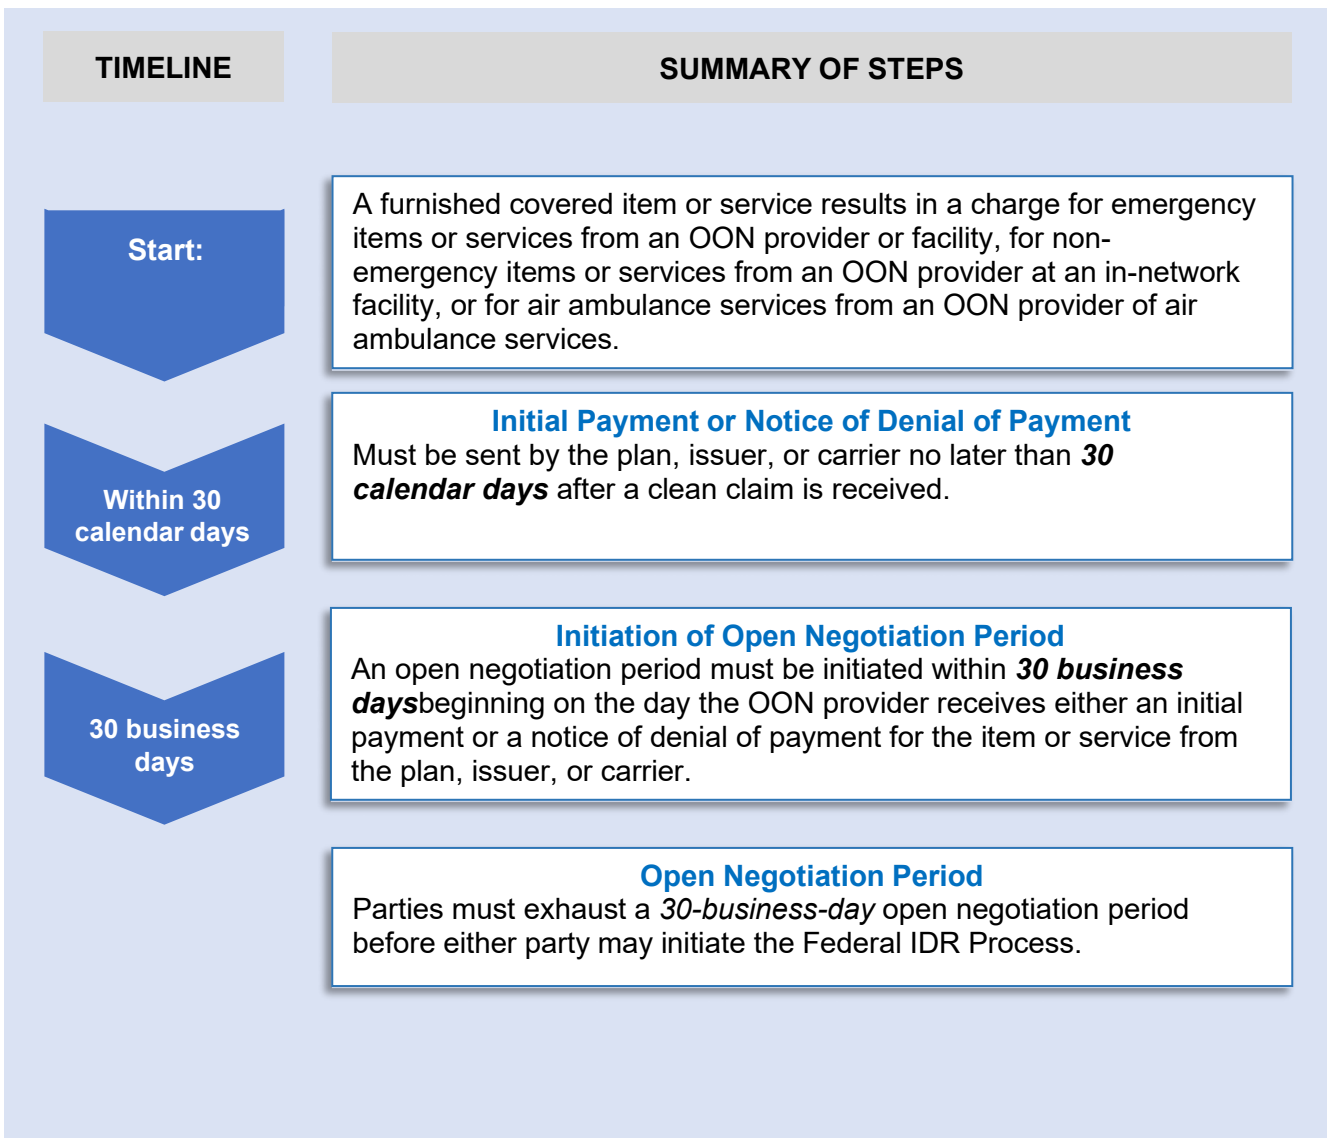 TIMELINE
SUMMARY OF STEPS
Start:
A furnished covered item or service results in a charge for emergency
items or services from an OON provider or facility, for non-
emergency items or services from an OON provider at an in-network
facility, or for air ambulance services from an OON provider of air
ambulance services.
Within 30
calendar days
Initial Payment or Notice of Denial of Payment
Must be sent by the plan, issuer, or carrier no later than 30
calendar days after a clean claim is received.
30 business
days
Initiation of Open Negotiation Period
An open negotiation period must be initiated within 30 business
daysbeginning on the day the OON provider receives either an initial
payment or a notice of denial of payment for the item or service from
the plan, issuer, or carrier.
Open Negotiation Period
Parties must exhaust a 30-business-day open negotiation period
before either party may initiate the Federal IDR Process.